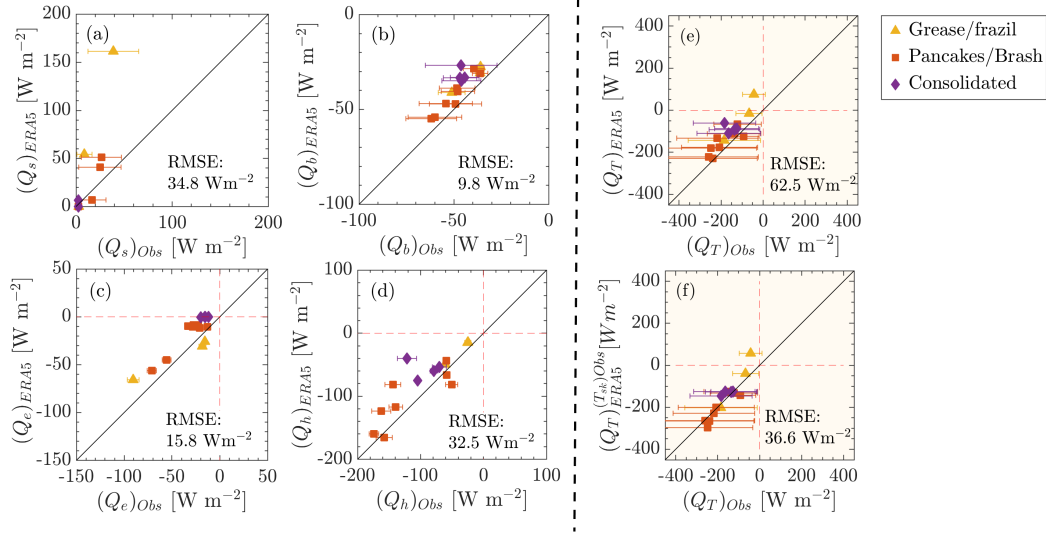 (a)
200
150
100
50
0
0
100
200
(Q_s)_{ERA5} [W m^{-2}]
(Q_s)_{Obs} [W m^{-2}]
RMSE:
34.8 Wm^{-2}
(b)
0
-50
-100
-100
-50
0
(Q_b)_{ERA5} [W m^{-2}]
(Q_b)_{Obs} [W m^{-2}]
RMSE:
9.8 Wm^{-2}
(e)
400
200
0
-200
-400
-400
-200
0
200
400
(Q_T)_{ERA5} [W m^{-2}]
(Q_T)_{Obs} [W m^{-2}]
RMSE:
62.5 Wm^{-2}
Grease/frazil
Pancakes/Brash
Consolidated
(c)
50
0
-50
-100
-150
-150
-100
-50
0
50
((Q_e)_{ERA5} [W m^{-2}]
(Q_e)_{Obs} [W m^{-2}]
RMSE:
15.8 Wm^{-2}
(d)
100
0
-100
-200
-200
-100
0
100
(Q_h)_{ERA5} [W m^{-2}]
(Q_h)_{Obs} [W m^{-2}]
RMSE:
32.5 Wm^{-2}
(f)
400
200
0
-200
-400
-400
-200
0
200
400
(Q_T)_{ERA5}^{(T_{sk})Obs} [Wm^{-2}]
(Q_T)_{Obs} [W m^{-2}]
RMSE:
36.6 Wm^{-2}